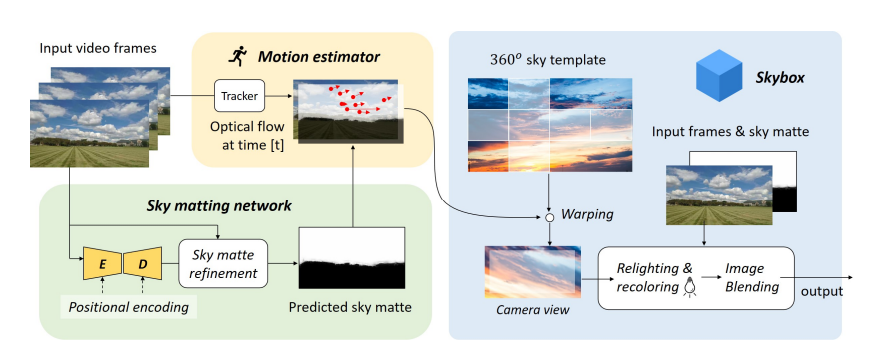 Input video frames
Motion estimator
Tracker
Optical flow
at time [t]
Sky matting network
E
D
Sky matte
refinement
Positional encoding
Predicted sky matte
360° sky template
Skybox
Input frames & sky matte
Warping
Camera view
Relighting &
recoloring
Image
Blending
output